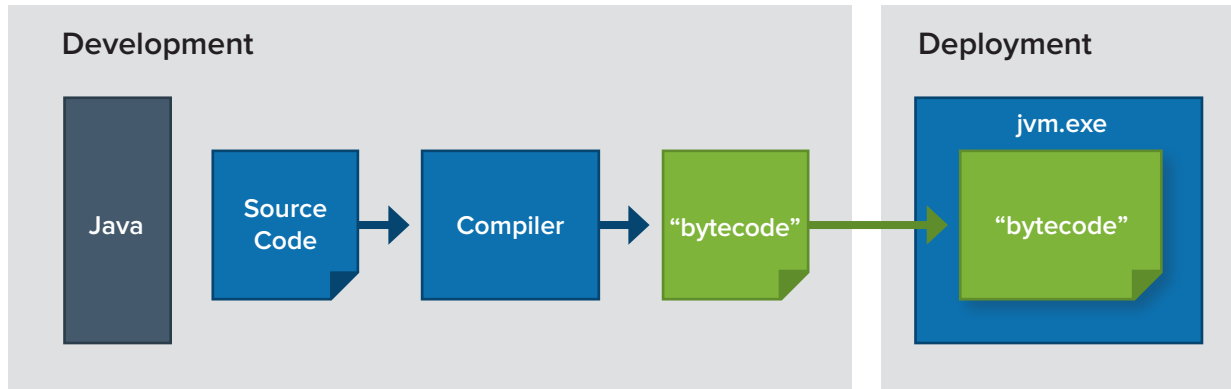 Development
Deployment
Java
Source
Code
Compiler
“bytecode”
jvm.exe
“bytecode”